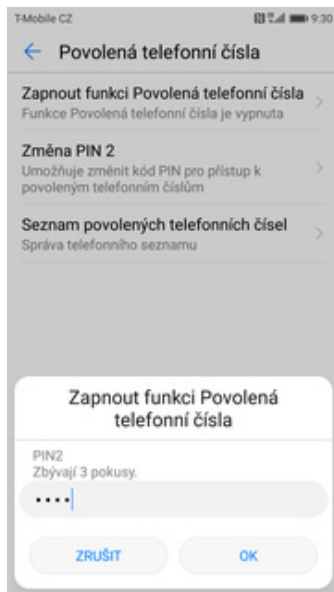 T-Mobile CZ 9:30
Povolená telefonní čísla
Zapnout funkci Povolená telefonní čísla
Funkce Povolená telefonní čísla je vypnuta
Změna PIN 2
Umožňuje změnit kód PIN pro přístup k
povoleným telefonním číslům
Seznam povolených telefonních čísel
Správa telefonního seznamu
Zapnout funkci Povolená
telefonní čísla
PIN2
Zbývají 3 pokusy.
••••
ZRUŠIT OK